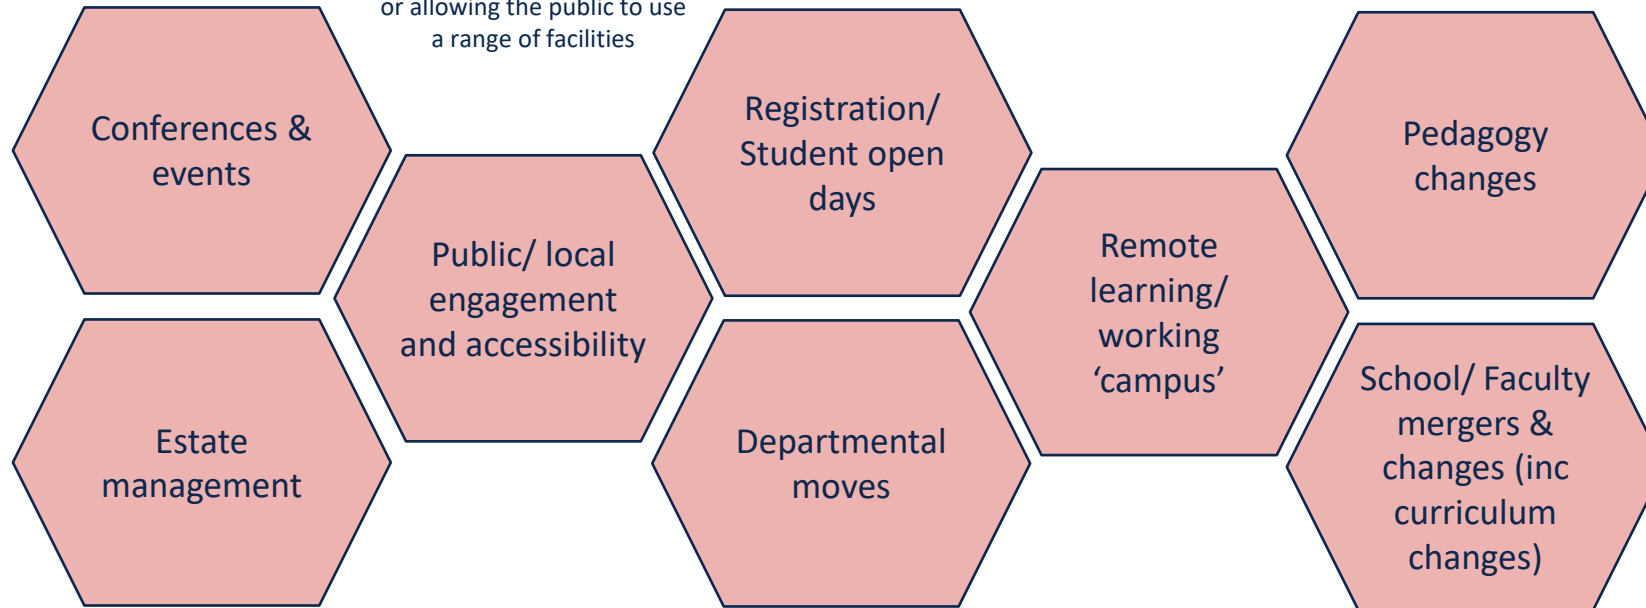 or allowing the public to use
a range of facilities
Conferences &
events
Registration/
Student open
days
Pedagogy
changes
Public/ local
engagement
and accessibility
Remote
learning/
working
‘campus’
Estate
management
Departmental
moves
School/ Faculty
mergers &
changes (inc
curriculum
changes)